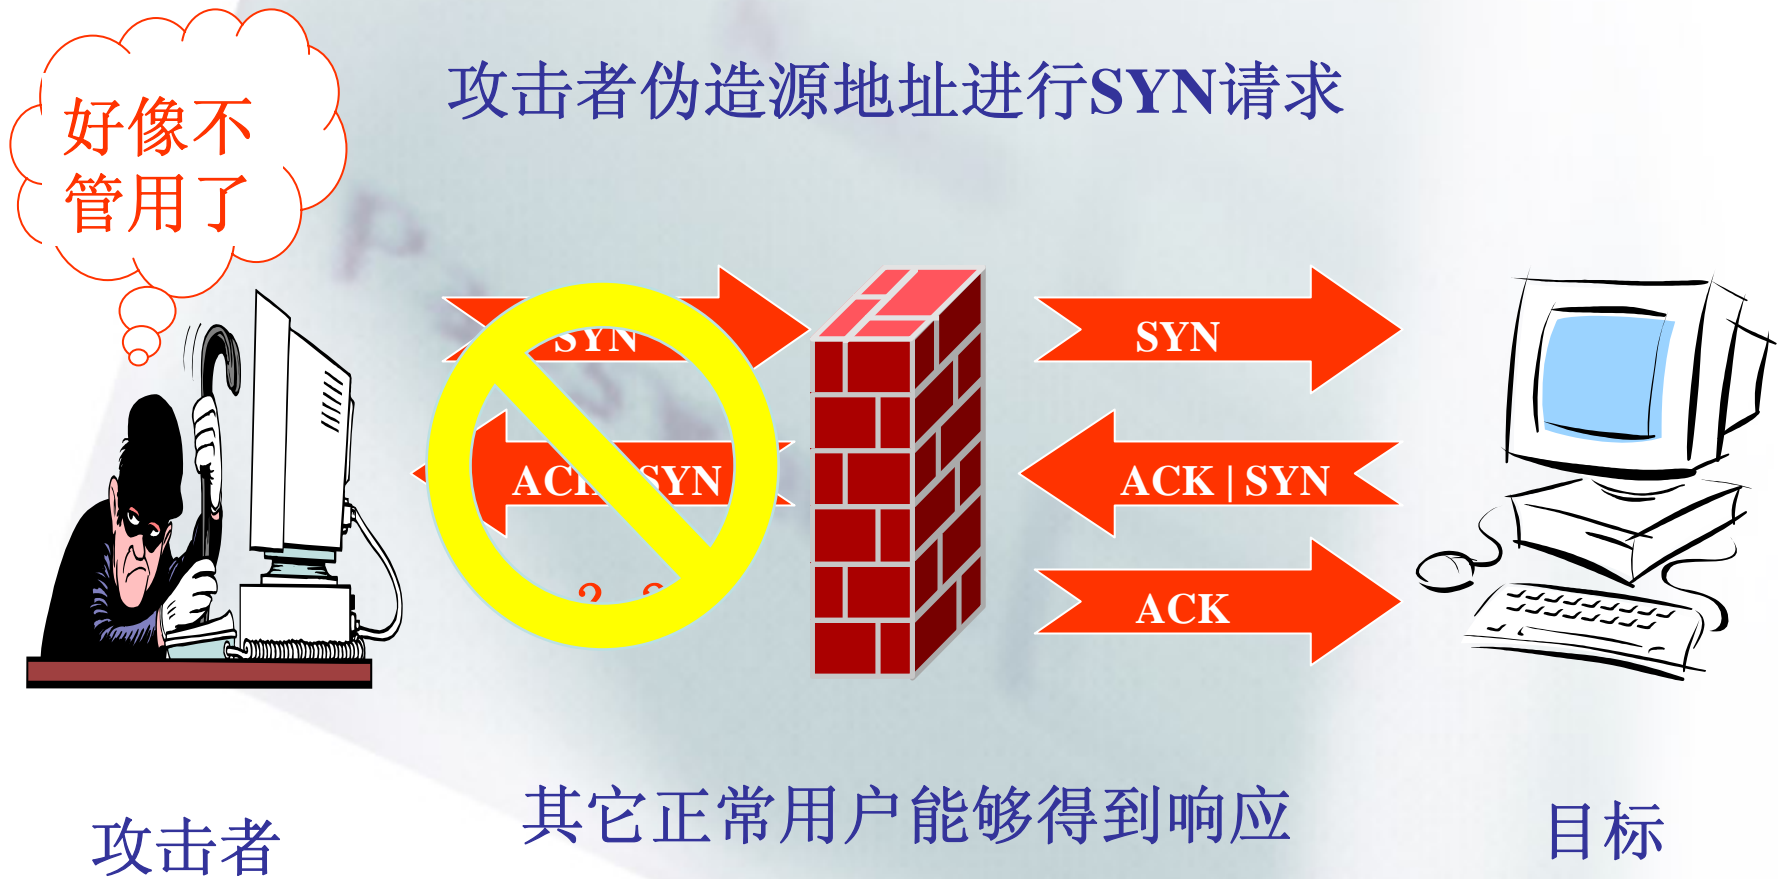 攻击者伪造源地址进行SYN请求
好像不
管用了
SYN
SYN
SYN
ACK | SYN
ACK
其它正常用户能够得到响应
攻击者
目标